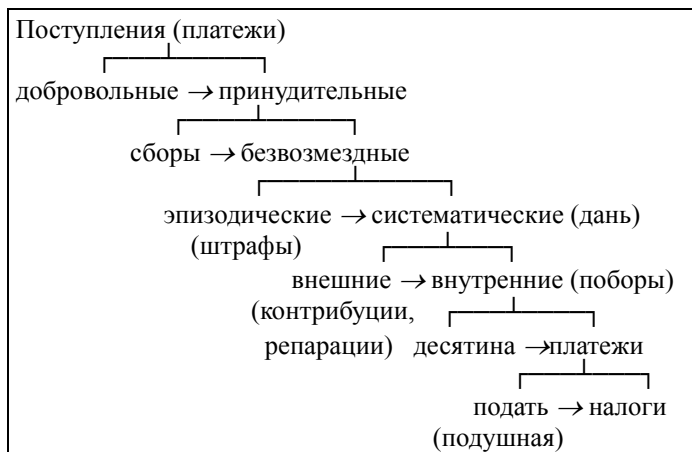 Поступления (платежи)
добровольные → принудительные
сборы → безвозмездные
эпизодические → систематические (дань)
(штрафы)
внешние → внутренние (поборы)
(контрибуции,
репарации) десятина →платежи
подать → налоги
(подушная)